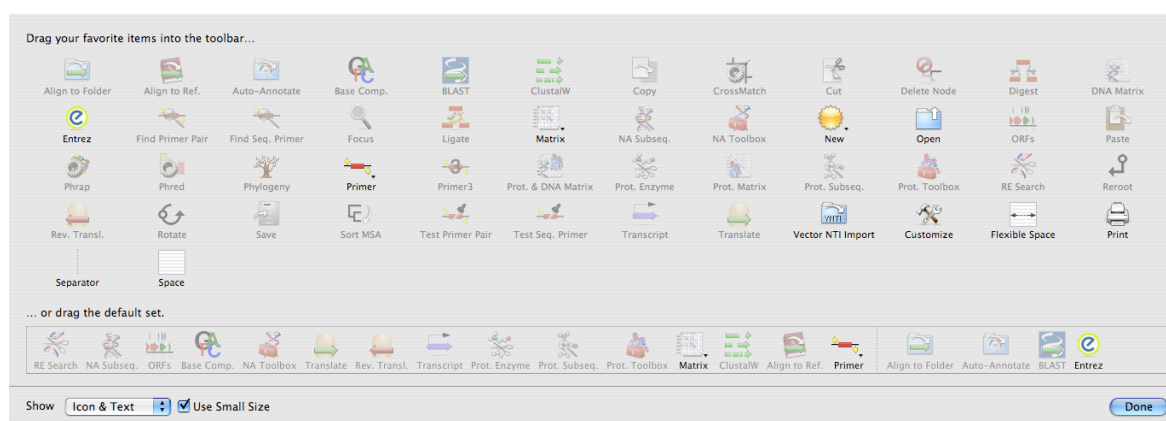 Drag your favorite items into the toolbar...
Align to Folder Align to Ref. Auto-Annotate Base Comp. BLAST ClustalW Copy CrossMatch Cut Delete Node Digest DNA Matrix
Entrez Find Primer Pair Find Seq. Primer Focus Ligate Matrix NA Subseq. NA Toolbox New Open ORFs Paste
Phrap Phred Phylogeny Primer Primer3 Prot. & DNA Matrix Prot. Enzyme Prot. Matrix Prot. Subseq. Prot. Toolbox RE Search Reroot
Rev. Transl. Rotate Save Sort MSA Test Primer Pair Test Seq. Primer Transcript Translate Vector NTI Import Customize Flexible Space Print
Separator Space
... or drag the default set.
RE Search NA Subseq. ORFs Base Comp. NA Toolbox Translate Rev. Transl. Transcript Prot. Enzyme Prot. Subseq. Prot. Toolbox Matrix ClustalW Align to Ref. Primer Align to Folder Auto-Annotate BLAST Entrez
Show Icon & Text Use Small Size Done